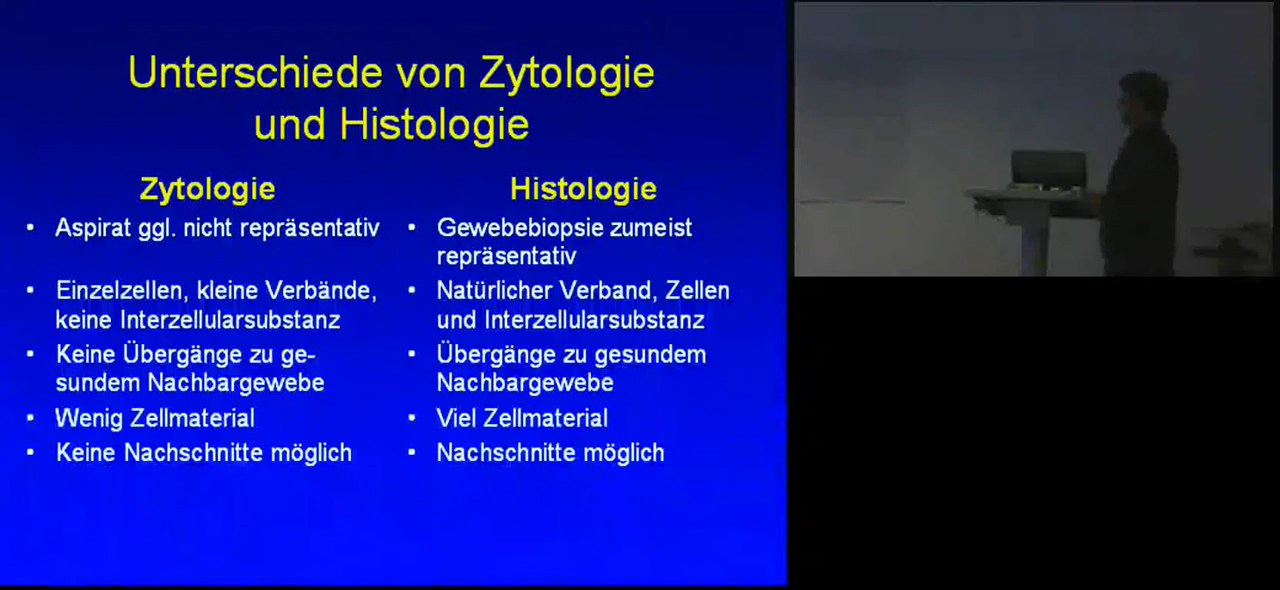 Unterschiede von Zytologie
und Histologie
Zytologie
• Aspirat ggl. nicht repräsentativ
• Einzelzellen, kleine Verbände,
keine Interzellularsubstanz
• Keine Übergänge zu ge-
sundem Nachbargewebe
• Wenig Zellmaterial
• Keine Nachschnitte möglich
Histologie
• Gewebebiopsie zumeist
repräsentativ
• Natürlicher Verband, Zellen
und Interzellularsubstanz
• Übergänge zu gesundem
Nachbargewebe
• Viel Zellmaterial
• Nachschnitte möglich